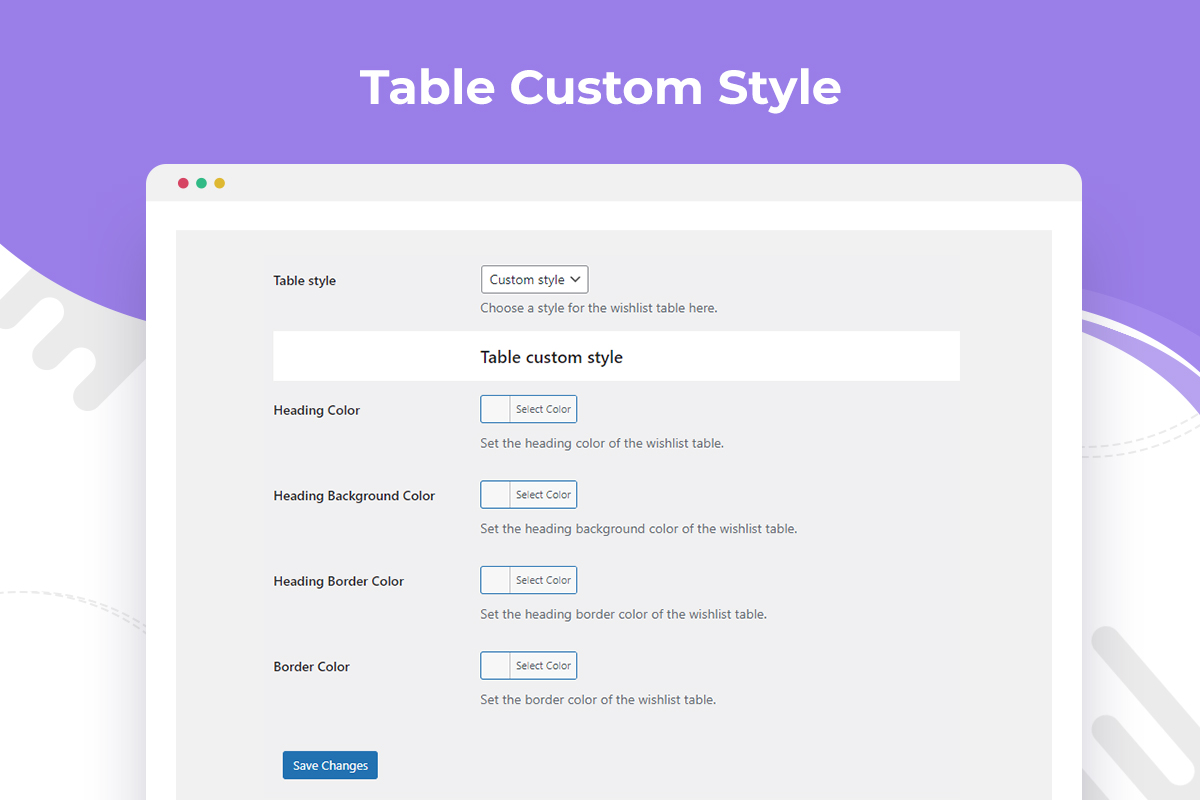 Table Custom Style
Table style
Custom style
Choose a style for the wishlist table here.
Table custom style
Heading Color
Select Color
Set the heading color of the wishlist table.
Heading Background Color
Select Color
Set the heading background color of the wishlist table.
Heading Border Color
Select Color
Set the heading border color of the wishlist table.
Border Color
Select Color
Set the border color of the wishlist table.
Save Changes